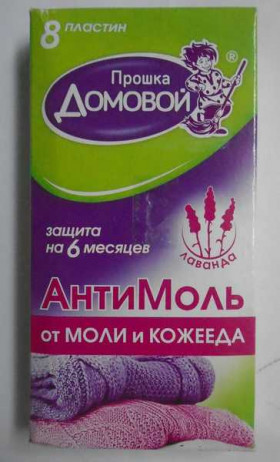 8 пластин
Прошка
Домовой®
защита
на 6 месяцев
лаванда
АнтиМоль
от МОЛИ и КОЖЕЕДА